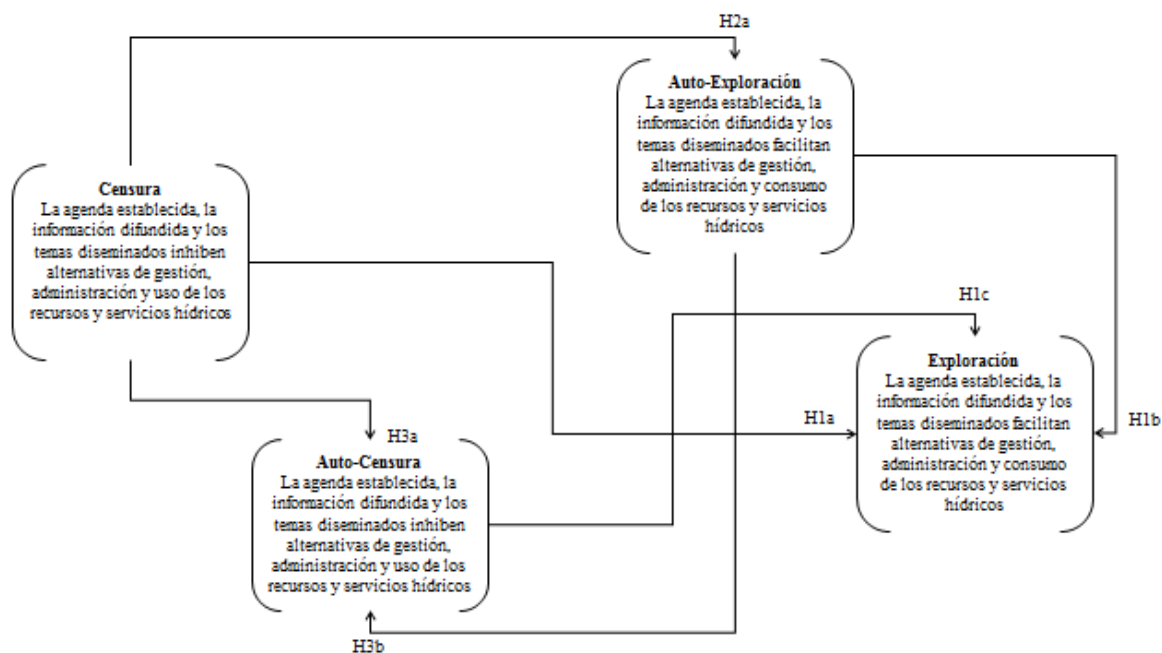 H2a
Auto-Exploración
La agenda establecida, la
información difundida y los
temas diseminados facilitan
alternativas de gestión,
administración y consumo
de los recursos y servicios
hídricos
Censura
La agenda establecida, la
información difundida y los
temas diseminados inhiben
alternativas de gestión,
administración y uso de los
recursos y servicios hídricos
H1c
Exploración
La agenda establecida, la
información difundida y los
temas diseminados facilitan
alternativas de gestión,
administración y consumo
de los recursos y servicios
hídricos
H1a
H1b
H3a
Auto-Censura
La agenda establecida, la
información difundida y los
temas diseminados inhiben
alternativas de gestión,
administración y uso de los
recursos y servicios hídricos
H3b